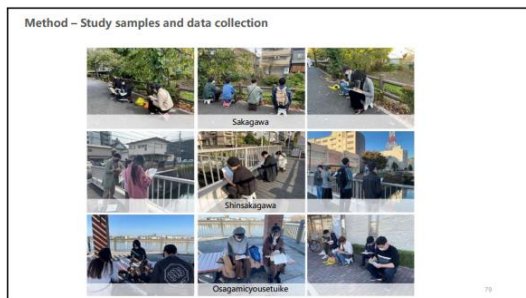 Method – Study samples and data collection
Sakagawa
Shinsakagawa
Osagamicyousetuike
79